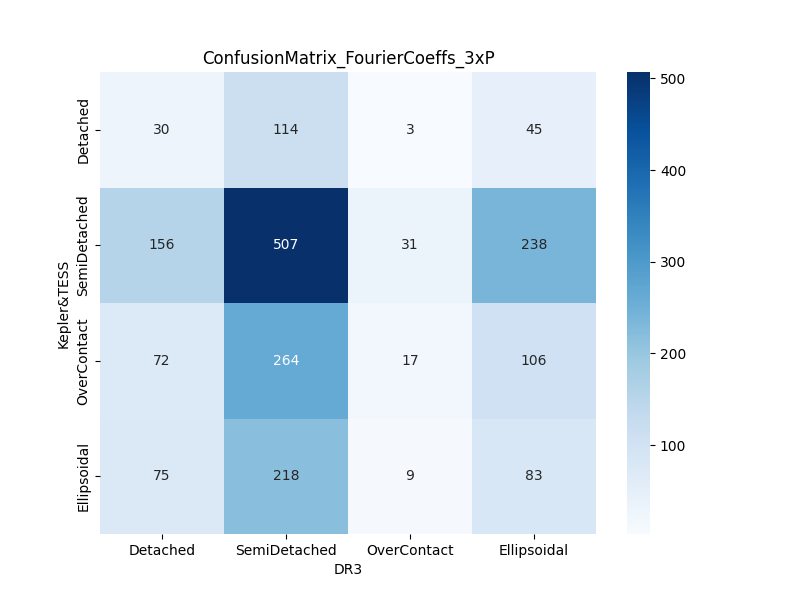 ConfusionMatrix_FourierCoeffs_3xP
Kepler&TESS
Detached
30 114 3 45
SemiDetached
156 507 31 238
OverContact
72 264 17 106
Ellipsoidal
75 218 9 83
Detached SemiDetached OverContact Ellipsoidal
DR3
500
400
300
200
100